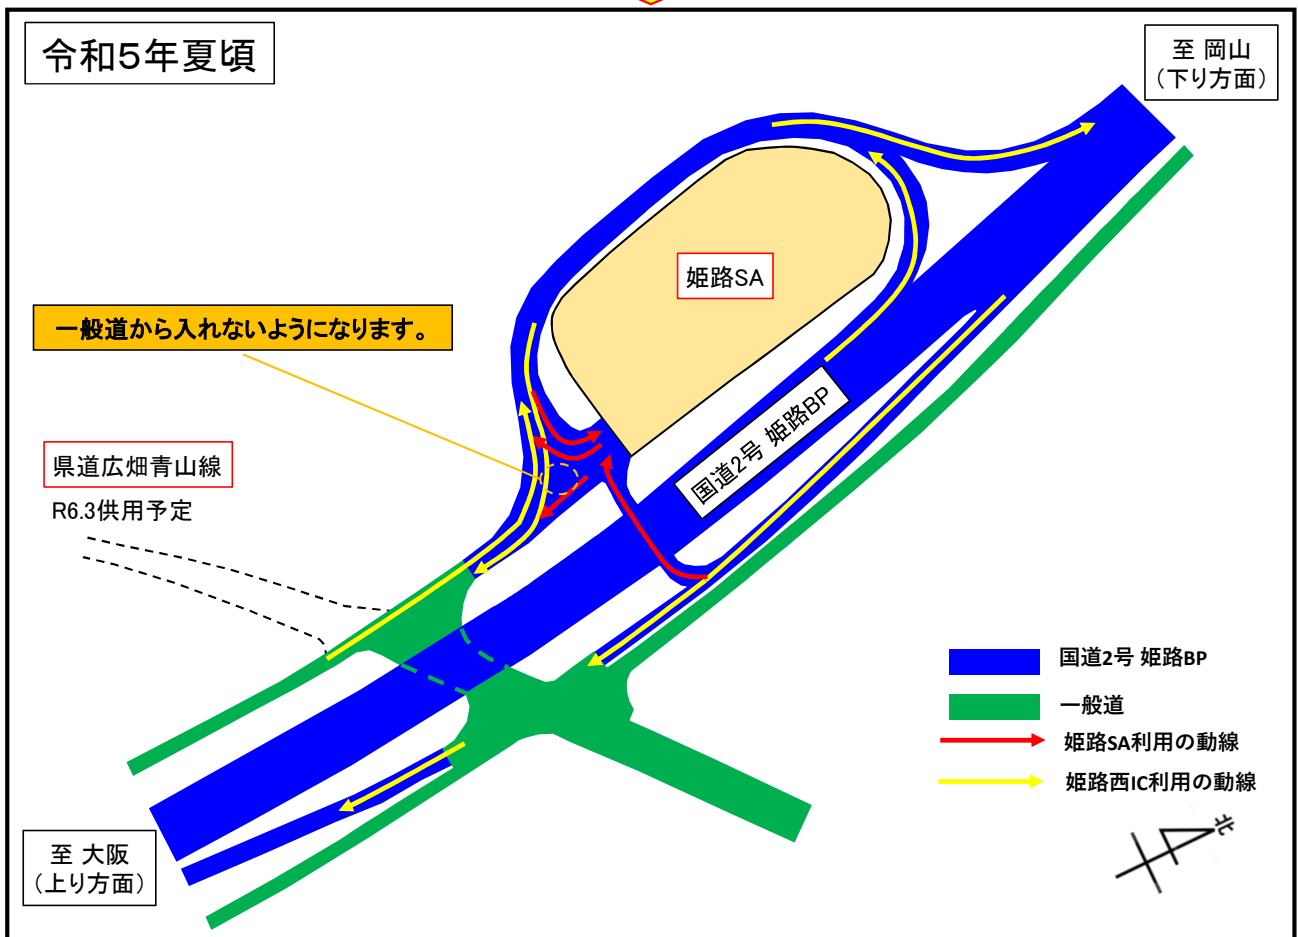 令和5年夏頃
至 岡山
（下り方面）
姫路SA
一般道から入れないようになります。
国道2号 姫路BP
県道広畑青山線
R6.3供用予定
国道2号 姫路BP
一般道
姫路SA利用の動線
姫路西IC利用の動線
北
至 大阪
（上り方面）